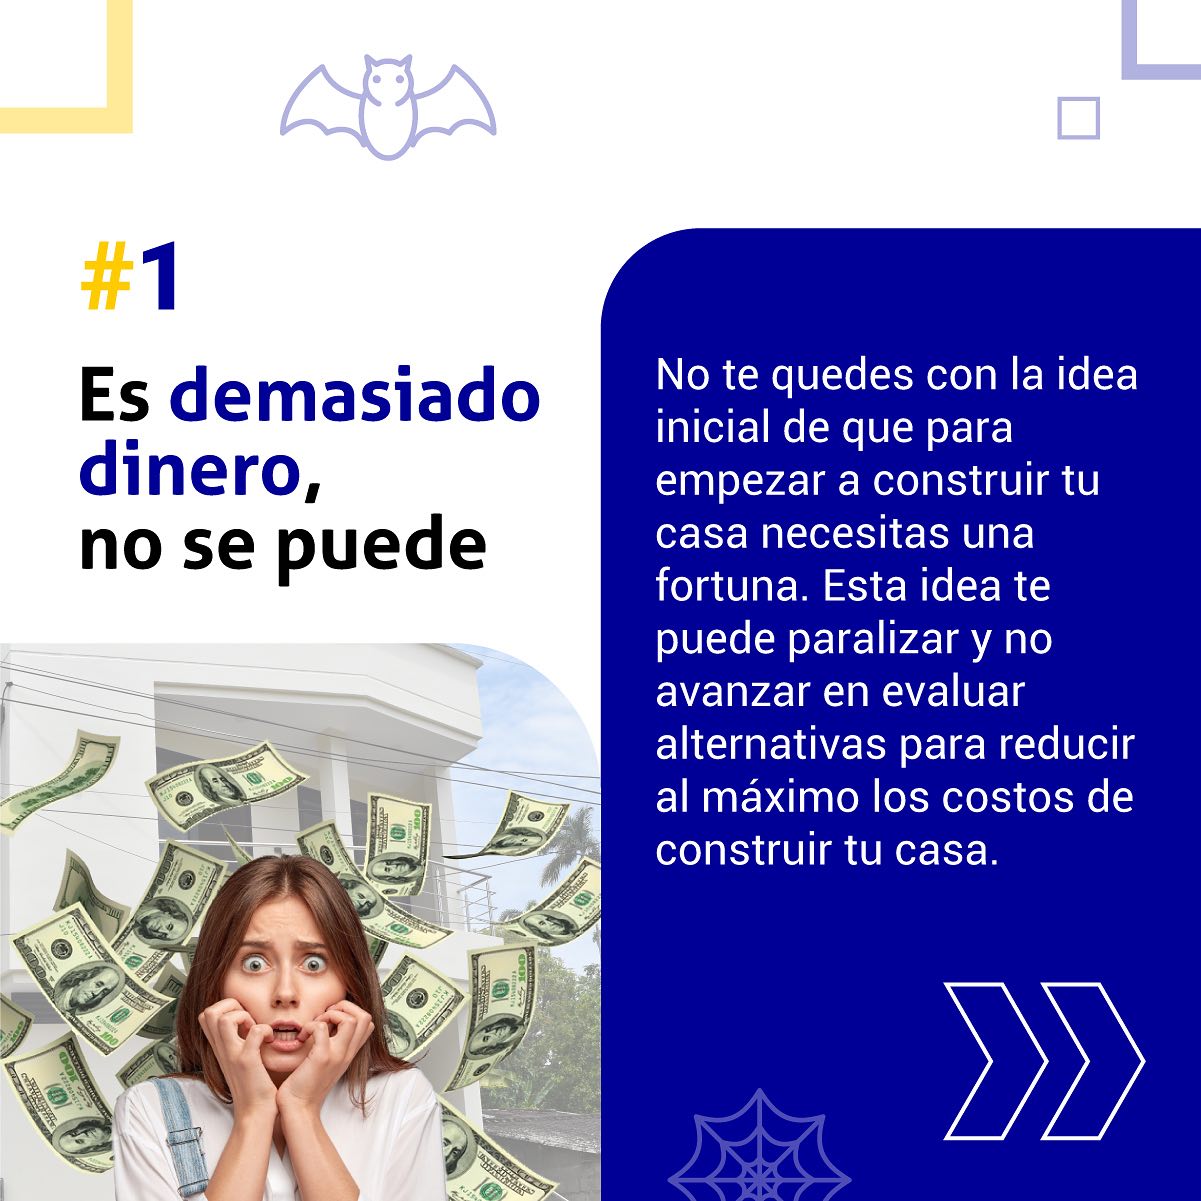 #1
Es demasiado
dinero,
no se puede
No te quedes con la idea
inicial de que para
empezar a construir tu
casa necesitas una
fortuna. Esta idea te
puede paralizar y no
avanzar en evaluar
alternativas para reducir
al máximo los costos de
construir tu casa.